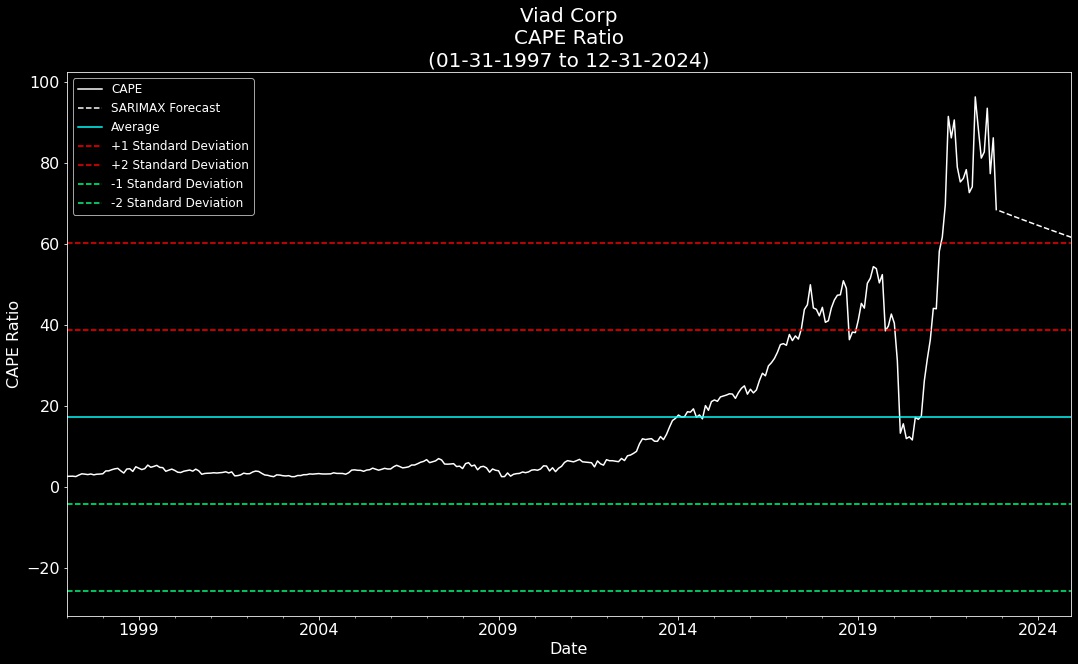 Viad Corp
CAPE Ratio
(01-31-1997 to 12-31-2024)
CAPE
SARIMAX Forecast
Average
+1 Standard Deviation
+2 Standard Deviation
-1 Standard Deviation
-2 Standard Deviation
CAPE Ratio
100
80
60
40
20
0
−20
1999
2004
2009
2014
2019
2024
Date